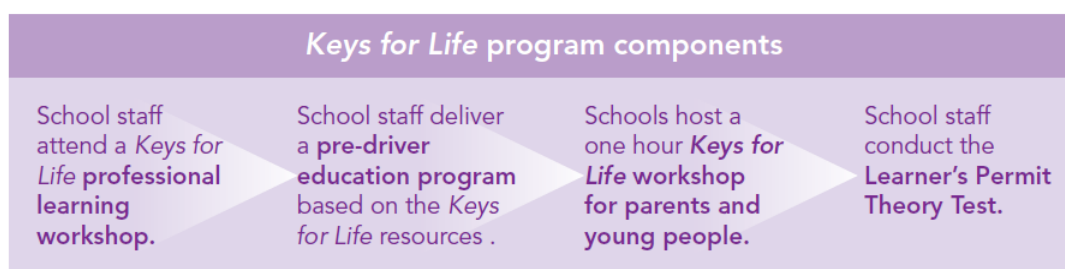 Keys for Life program components
School staff
attend a Keys for
Life professional
learning
workshop.
School staff deliver
a pre-driver
education program
based on the Keys
for Life resources .
Schools host a
one hour Keys for
Life workshop
for parents and
young people.
School staff
conduct the
Learner's Permit
Theory Test.